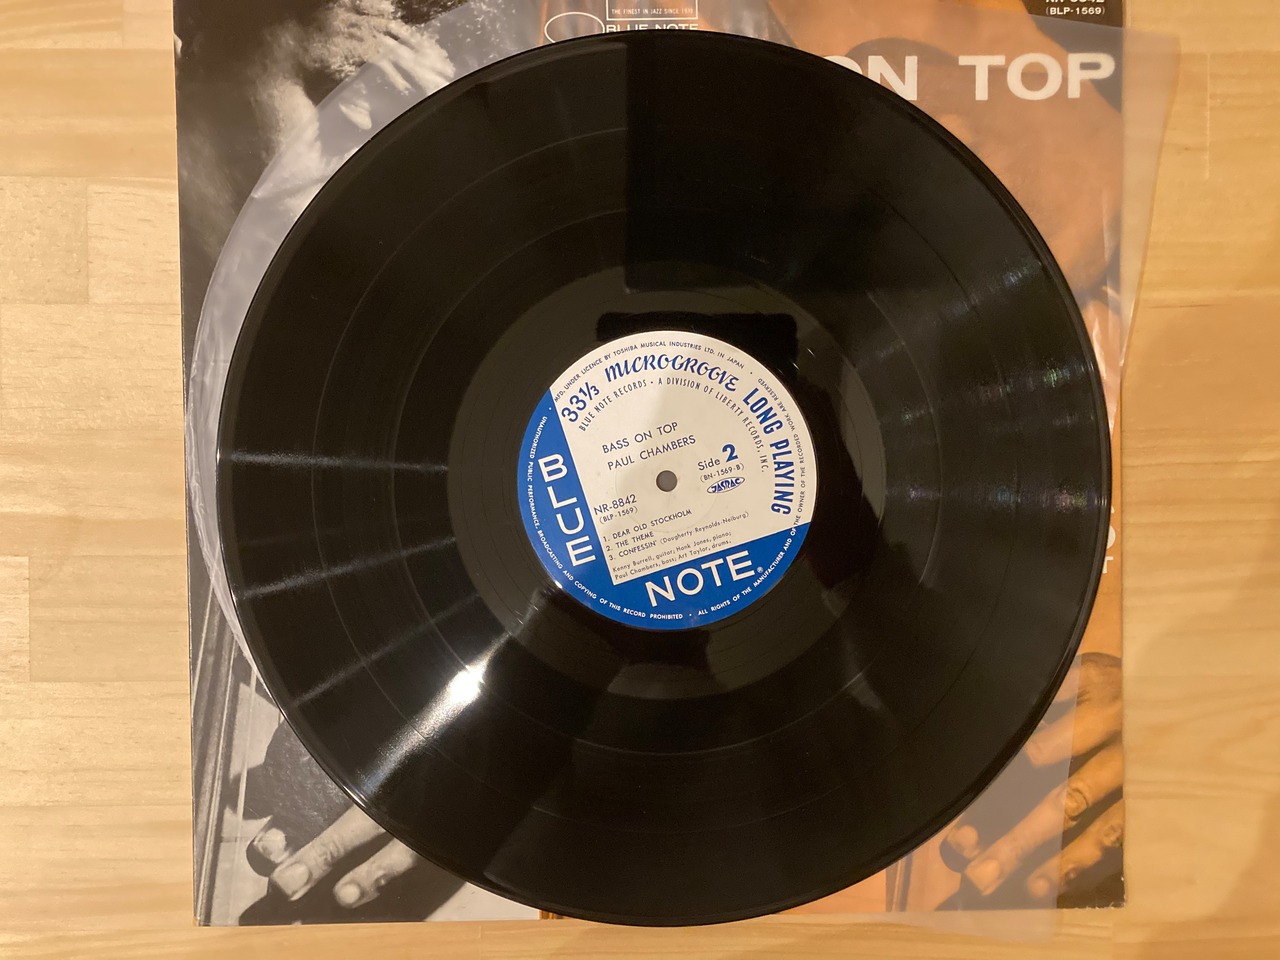 THE FINEST IN JAZZ SINCE 1939
BLUE NOTE
(BLP-1569)
ON TOP
MFD. UNDER LICENCE BY TOSHIBA MUSICAL INDUSTRIES LTD. IN JAPAN
33⅓ MICROGROOVE LONG PLAYING
BLUE NOTE RECORDS • A DIVISION OF LIBERTY RECORDS, INC.
BASS ON TOP
PAUL CHAMBERS
Side 2
(BN-1569-B)
JASRAC
NR-8842
(BLP-1569)
1. DEAR OLD STOCKHOLM
2. THE THEME
3. CONFESSIN' (Daugherty Reynolds Neiburg)
Kenny Burrell, guitar; Hank Jones, piano;
Paul Chambers, bass; Art Taylor, drums.
BLUE
NOTE®
• ALL RIGHTS OF THE MANUFACTURER AND OF THE OWNER OF THE RECORDED WORK ARE RESERVED •
UNAUTHORIZED PUBLIC PERFORMANCE, BROADCASTING AND COPYING OF THIS RECORD PROHIBITED